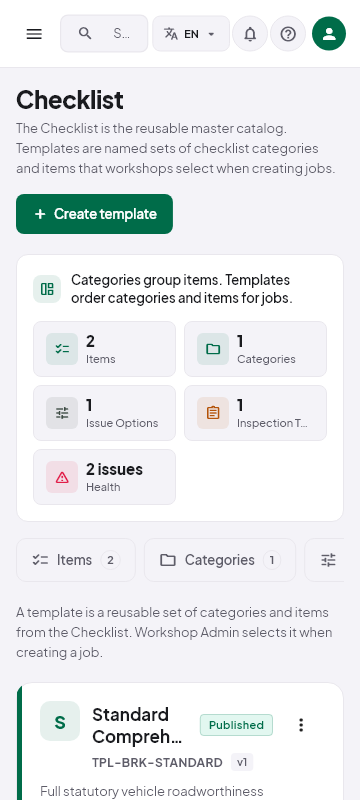 S...
EN
Checklist
The Checklist is the reusable master catalog.
Templates are named sets of checklist categories
and items that workshops select when creating jobs.
+ Create template
Categories group items. Templates
order categories and items for jobs.
2
Items
1
Categories
1
Issue Options
1
Inspection T...
2 issues
Health
Items 2
Categories 1
A template is a reusable set of categories and items
from the Checklist. Workshop Admin selects it when
creating a job.
S
Standard
Compreh...
Published
TPL-BRK-STANDARD v1
Full statutory vehicle roadworthiness